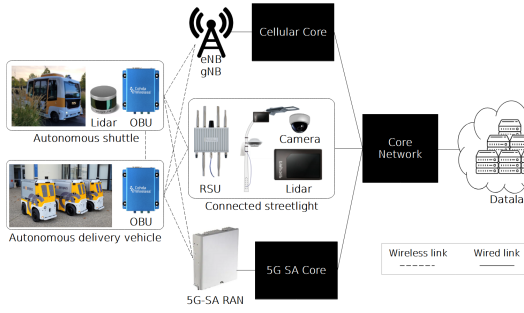 eNB
gNB
Cellular Core
Lidar
OBU
Autonomous shuttle
Camera
RSU
Lidar
Connected streetlight
Core
Network
OBU
Autonomous delivery vehicle
5G-SA RAN
5G SA Core
Datala
Wireless link
Wired link